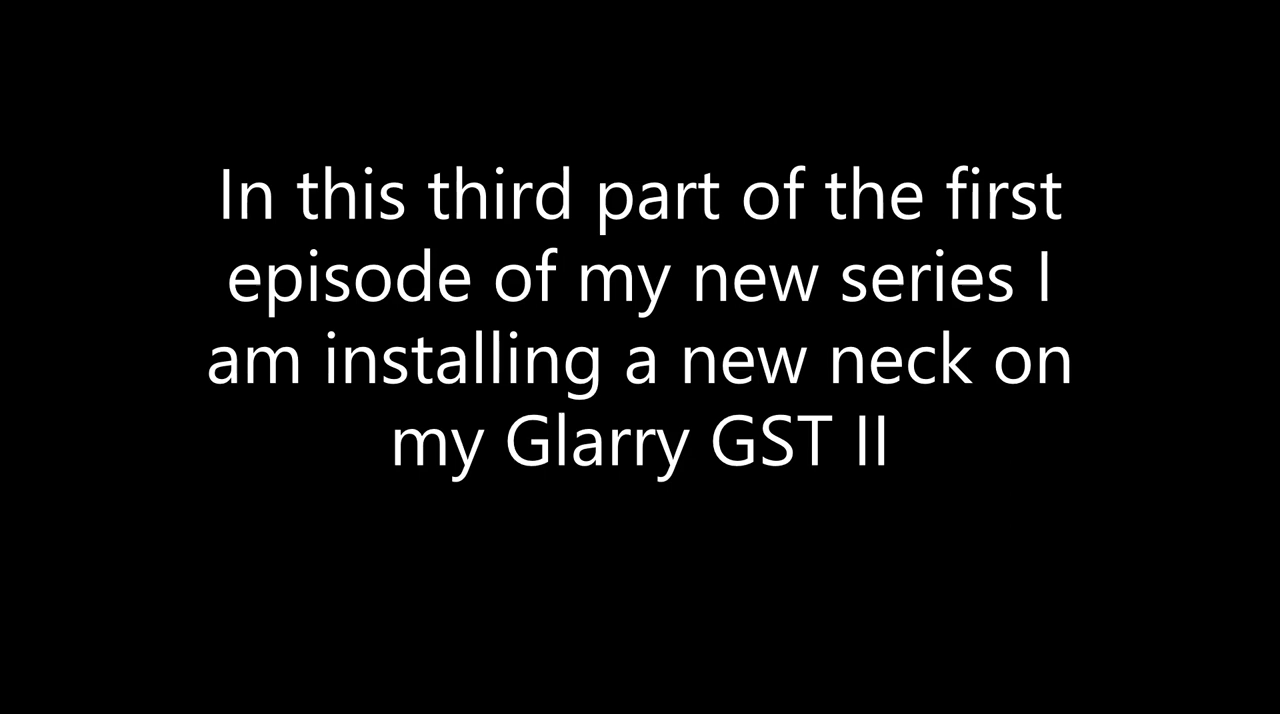 In this third part of the first
episode of my new series I
am installing a new neck on
my Glarry GST II